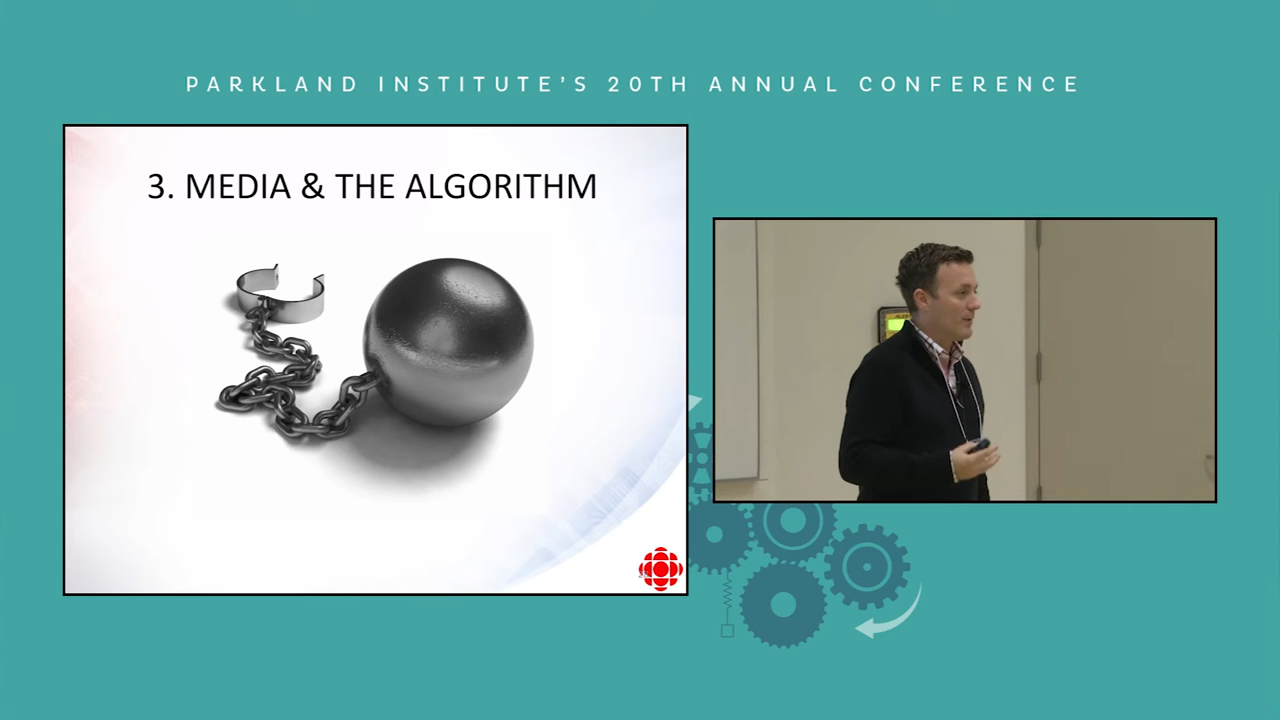 PARKLAND INSTITUTE'S 20TH ANNUAL CONFERENCE
3. MEDIA & THE ALGORITHM